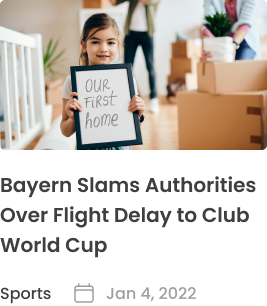 OUR
FIRST
home
Bayern Slams Authorities
Over Flight Delay to Club
World Cup
Sports Jan 4, 2022